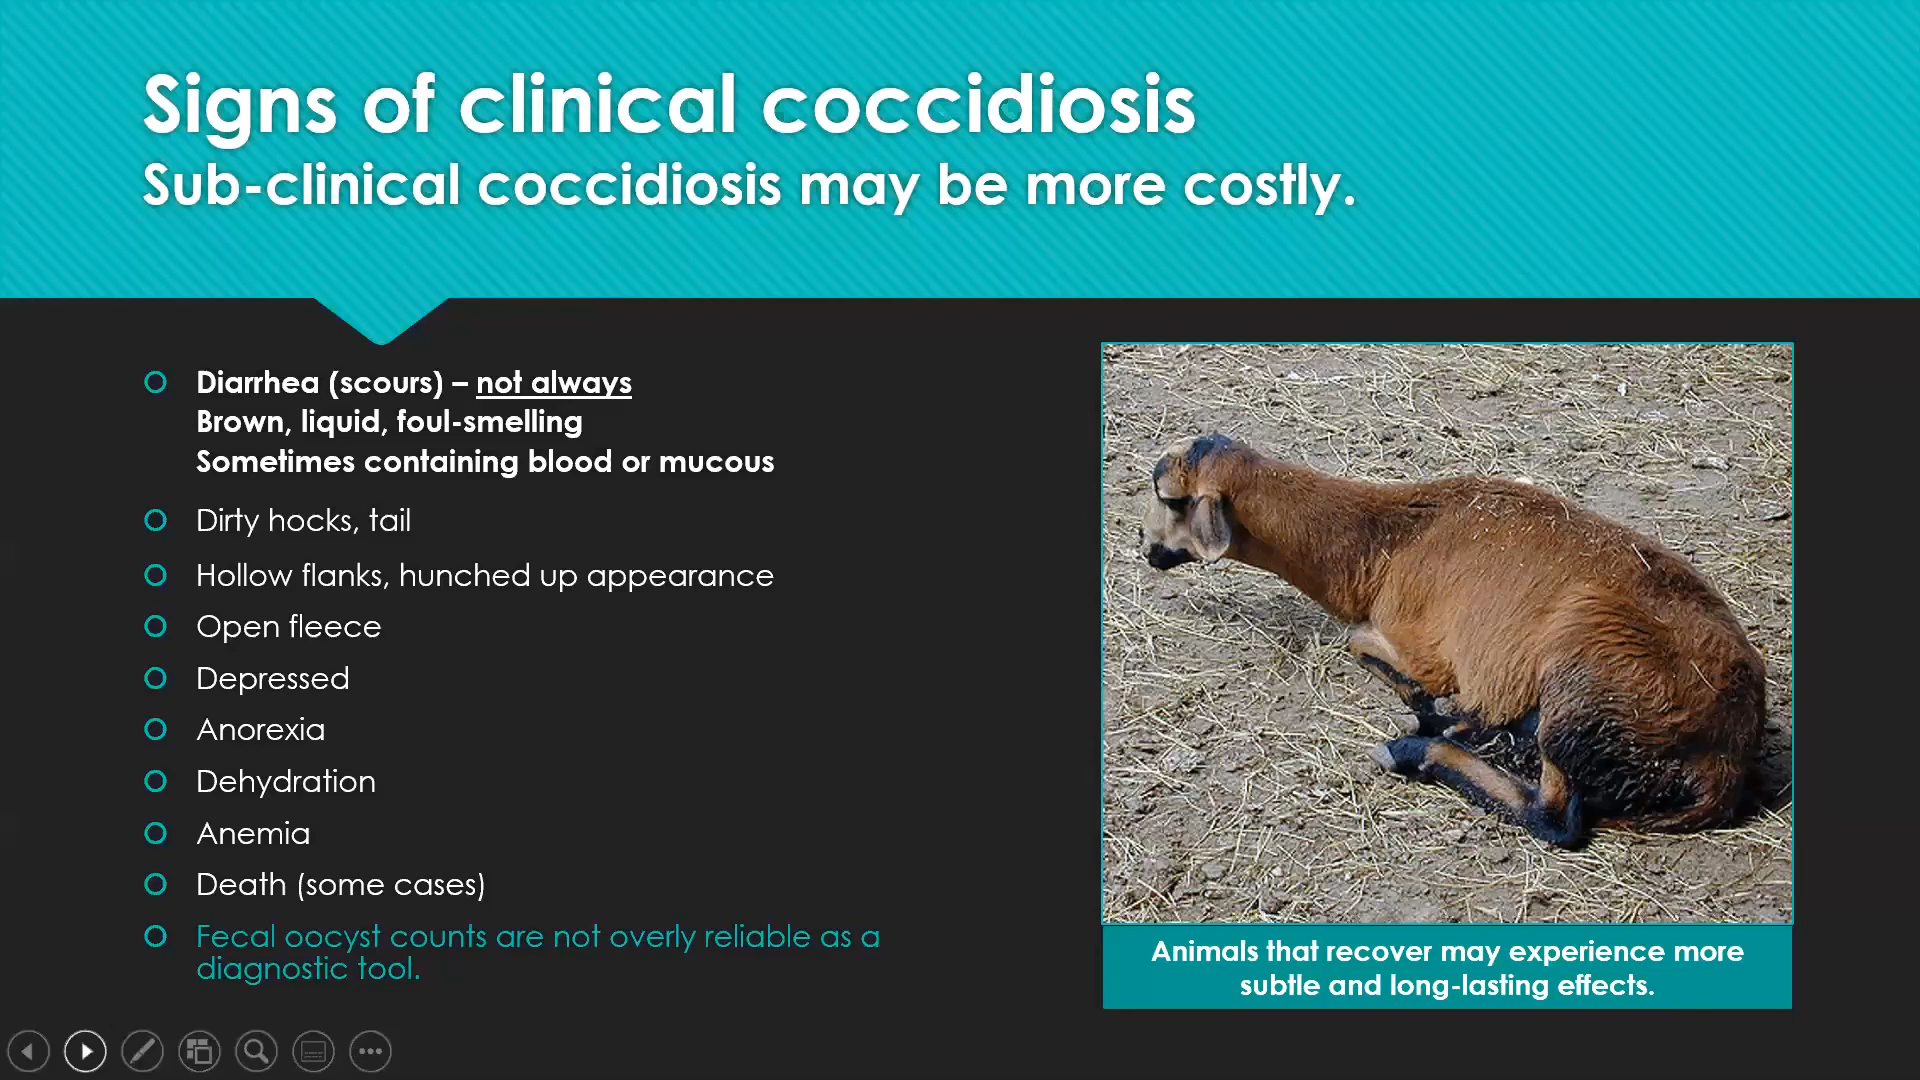 Signs of clinical coccidiosis
Sub-clinical coccidiosis may be more costly.
Diarrhea (scours) – not always
Brown, liquid, foul-smelling
Sometimes containing blood or mucous
Dirty hocks, tail
Hollow flanks, hunched up appearance
Open fleece
Depressed
Anorexia
Dehydration
Anemia
Death (some cases)
Fecal oocyst counts are not overly reliable as a
diagnostic tool.
Animals that recover may experience more
subtle and long-lasting effects.